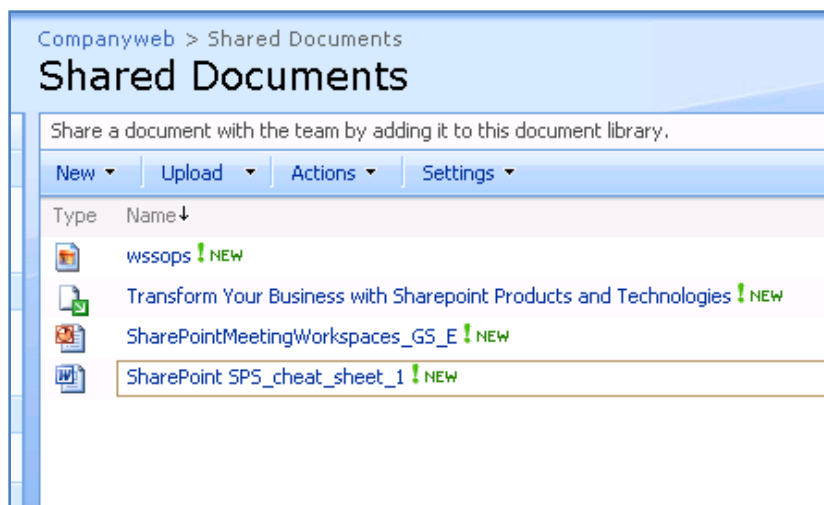 Companyweb > Shared Documents
Shared Documents
Share a document with the team by adding it to this document library.
New Upload Actions Settings
Type Name
wssops ! NEW
Transform Your Business with Sharepoint Products and Technologies ! NEW
SharePointMeetingWorkspaces_GS_E ! NEW
SharePoint SPS_cheat_sheet_1 ! NEW